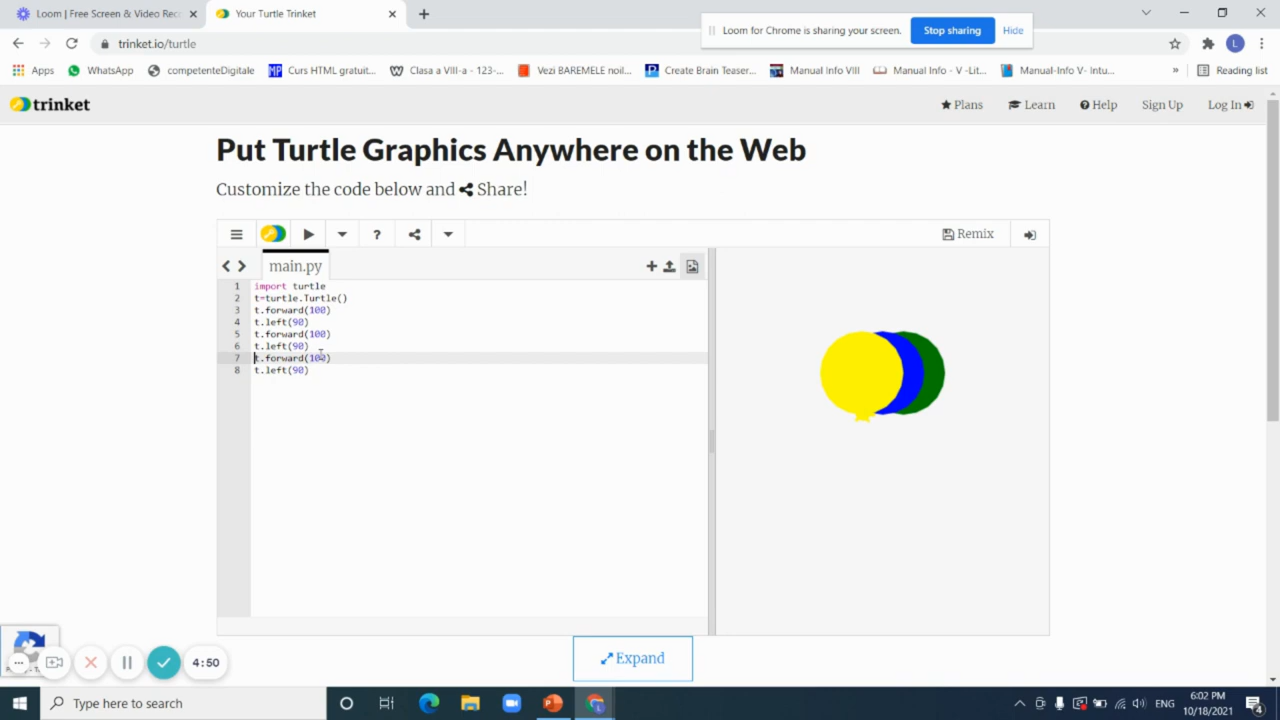 Loom | Free Screen & Video Rec
Your Turtle Trinket
Loom for Chrome is sharing your screen.
Stop sharing
Hide
trinket.io/turtle
L
Apps
WhatsApp
competenteDigitale
Curs HTML gratuit...
Clasa a VIII-a - 123-...
Vezi BAREMELE noil...
Create Brain Teaser...
Manual Info VIII
Manual Info - V -Lit...
Manual-Info V- Intu...
»
Reading list
trinket
Plans
Learn
Help
Sign Up
Log In
Put Turtle Graphics Anywhere on the Web
Customize the code below and Share!
?
Remix
main.py
1 import turtle
2 t=turtle.Turtle()
3 t.forward(100)
4 t.left(90)
5 t.forward(100)
6 t.left(90)
7 t.forward(100)
8 t.left(90)
4:50
Expand
Type here to search
ENG
6:02 PM
10/18/2021
4